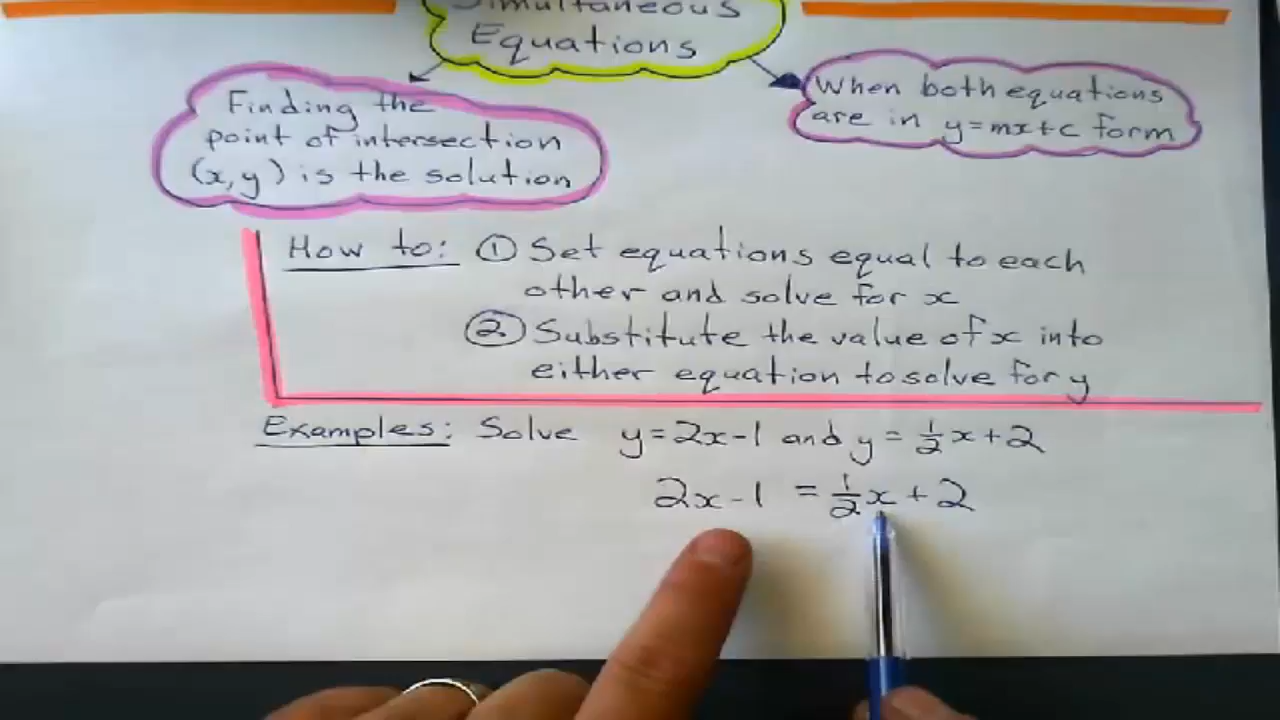 Simultaneous
Equations
Finding the
point of intersection
(x,y) is the solution
When both equations
are in y=mx+c form
How to: ① Set equations equal to each
other and solve for x
② Substitute the value of x into
either equation to solve for y
Examples: Solve y=2x-1 and y=½x+2
2x-1 = ½x+2